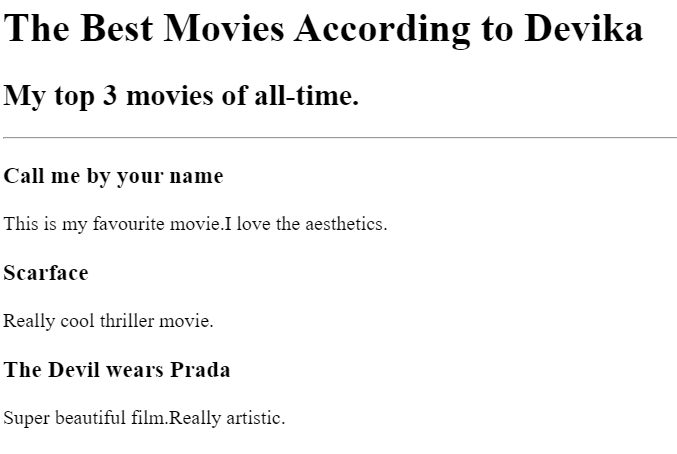 The Best Movies According to Devika
My top 3 movies of all-time.
Call me by your name
This is my favourite movie.I love the aesthetics.
Scarface
Really cool thriller movie.
The Devil wears Prada
Super beautiful film.Really artistic.